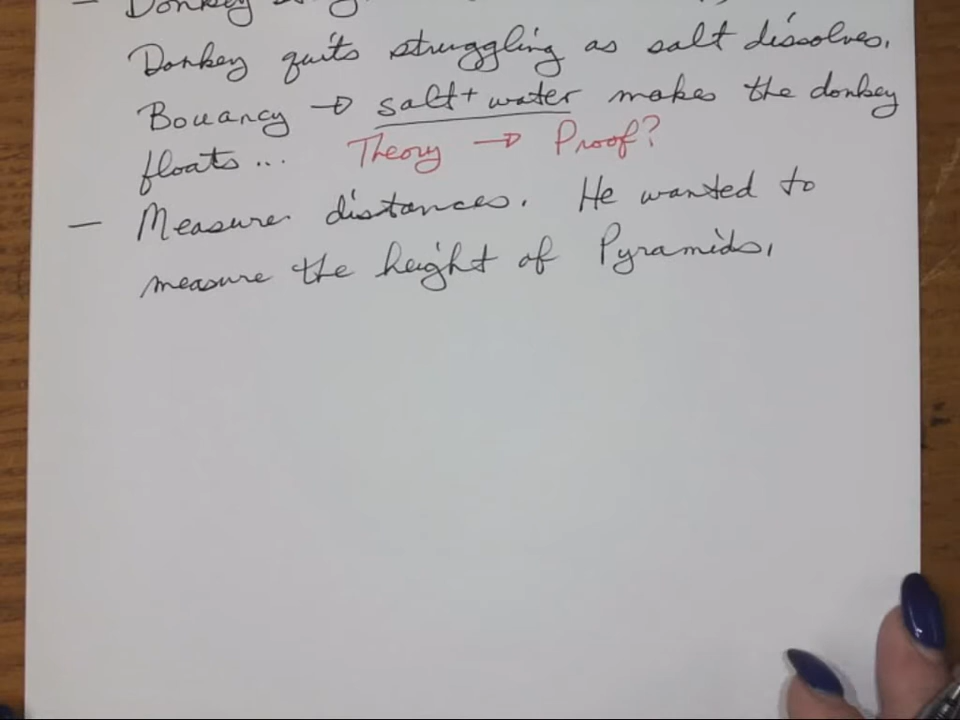 - Donkey
Donkey quits struggling as salt dissolves.
Bouancy → salt + water makes the donkey
floats... Theory → Proof?
- Measure distances. He wanted to
measure the height of Pyramids,